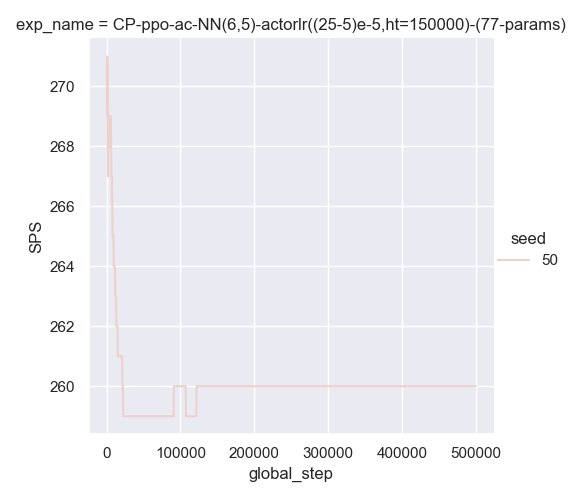 exp_name = CP-ppo-ac-NN(6,5)-actorlr((25-5)e-5,ht=150000)-(77-params)
270
268
266
264
262
260
SPS
seed
50
0 100000 200000 300000 400000 500000
global_step